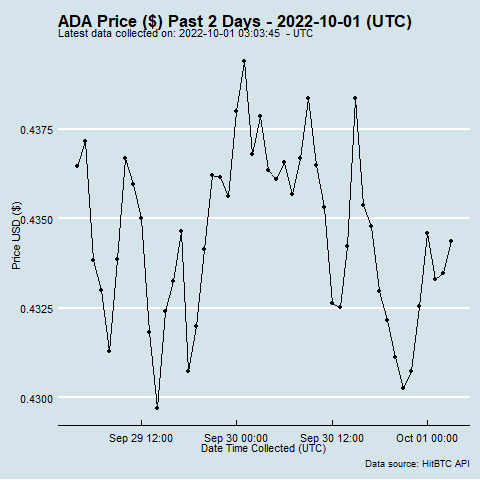 ADA Price ($) Past 2 Days - 2022-10-01 (UTC)
Latest data collected on: 2022-10-01 03:03:45 - UTC
0.4375
0.4350
0.4325
0.4300
Price USD ($)
Sep 29 12:00
Sep 30 00:00
Sep 30 12:00
Oct 01 00:00
Date Time Collected (UTC)
Data source: HitBTC API